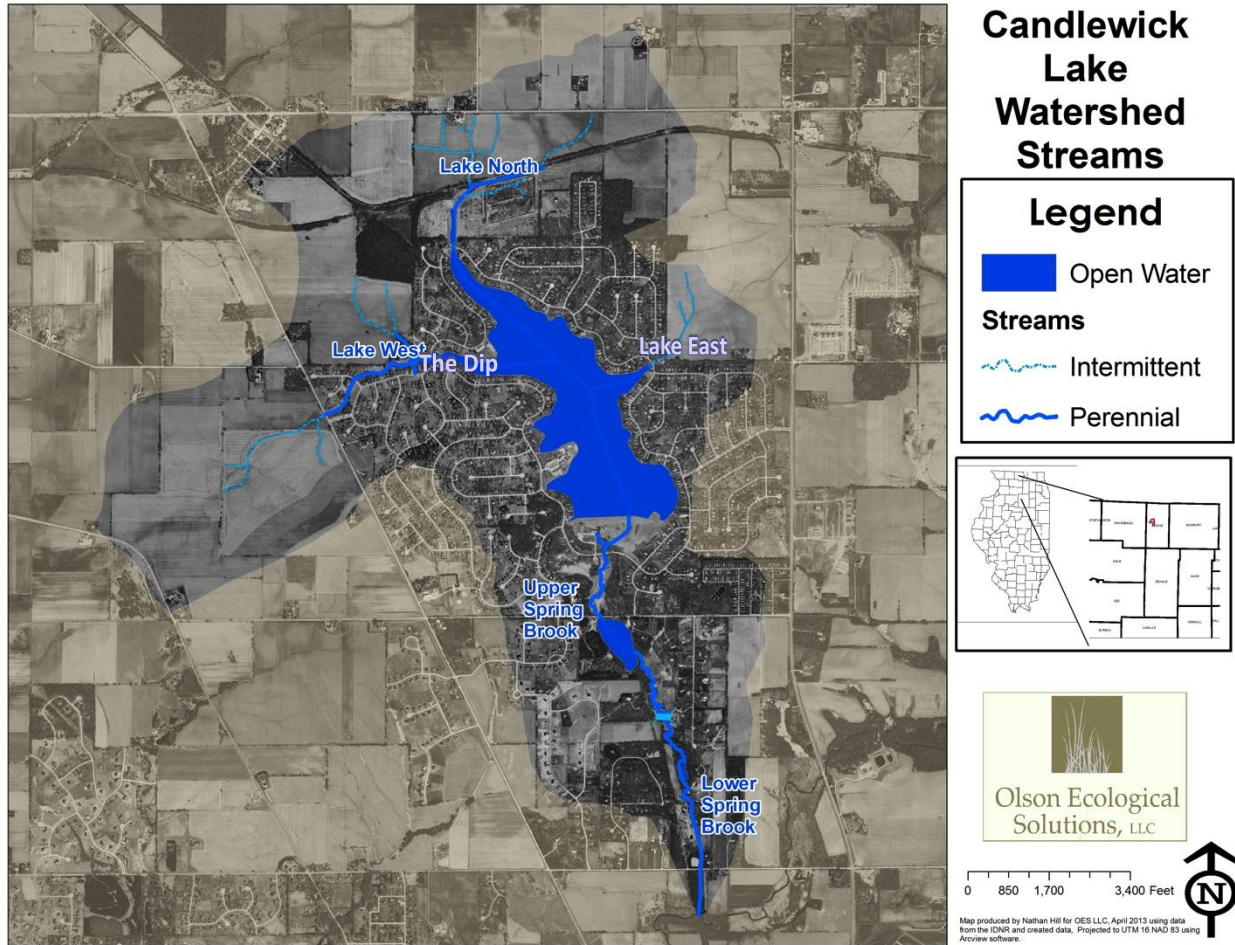 Candlewick
Lake
Watershed
Streams
Legend
Open Water
Streams
Intermittent
Perennial
Lake North
Lake West
The Dip
Lake East
Upper
Spring
Brook
Lower
Spring
Brook
Olson Ecological
Solutions, LLC
0 850 1,700 3,400 Feet
N
Map produced by Nathan Hill for OES LLC, April 2013 using data
from the IDNR and created data, Projected to UTM 16 NAD 83 using
Arcview software.